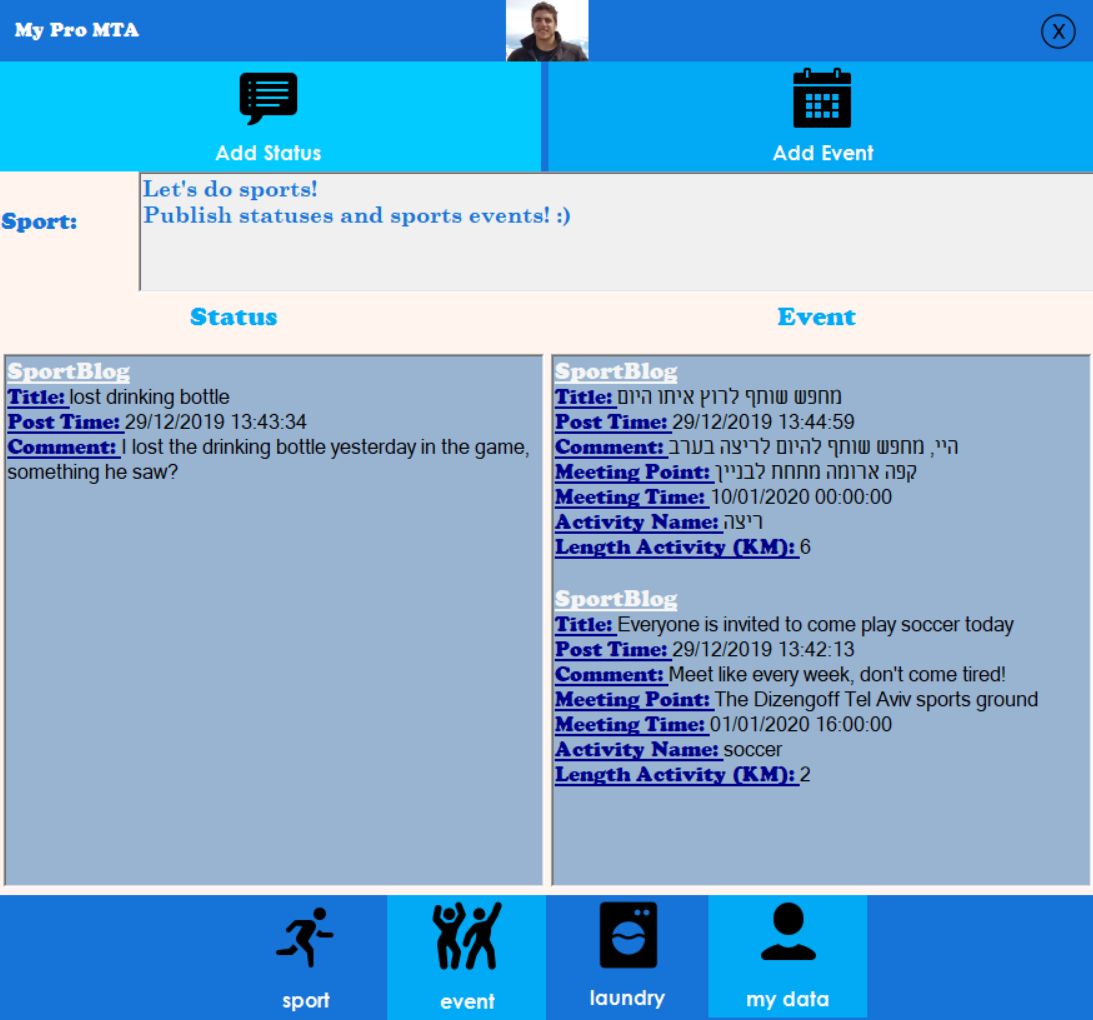 My Pro MTA
X
Add Status
Add Event
Sport:
Let's do sports!
Publish statuses and sports events! :)
Status
Event
SportBlog
Title: lost drinking bottle
Post Time: 29/12/2019 13:43:34
Comment: I lost the drinking bottle yesterday in the game,
something he saw?
SportBlog
Title: מחפש שותף לרוץ איתו היום
Post Time: 29/12/2019 13:44:59
Comment: היי, מחפש שותף להיום לריצה בערב
Meeting Point: קפה ארומה מתחת לבנייך
Meeting Time: 10/01/2020 00:00:00
Activity Name: ריצה
Length Activity (KM): 6
SportBlog
Title: Everyone is invited to come play soccer today
Post Time: 29/12/2019 13:42:13
Comment: Meet like every week, don't come tired!
Meeting Point: The Dizengoff Tel Aviv sports ground
Meeting Time: 01/01/2020 16:00:00
Activity Name: soccer
Length Activity (KM): 2
sport
event
laundry
my data